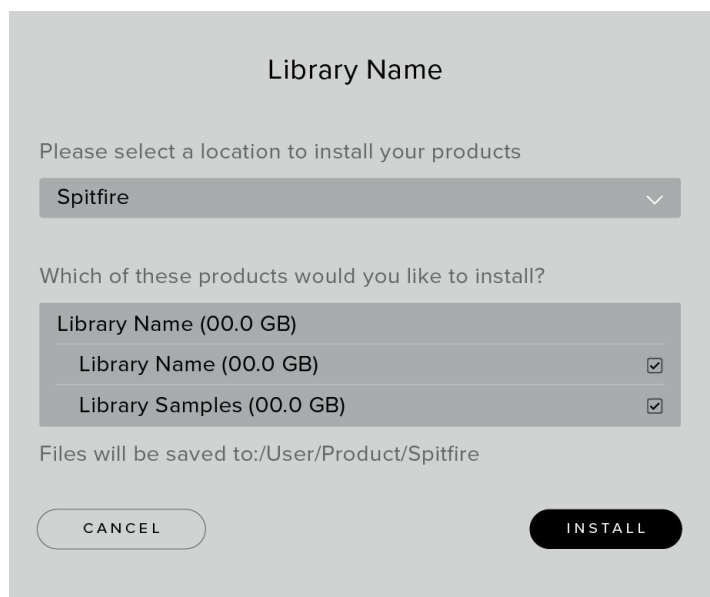 Library Name
Please select a location to install your products
Spitfire
Which of these products would you like to install?
Library Name (00.0 GB)
Library Name (00.0 GB)
Library Samples (00.0 GB)
Files will be saved to:/User/Product/Spitfire
CANCEL
INSTALL